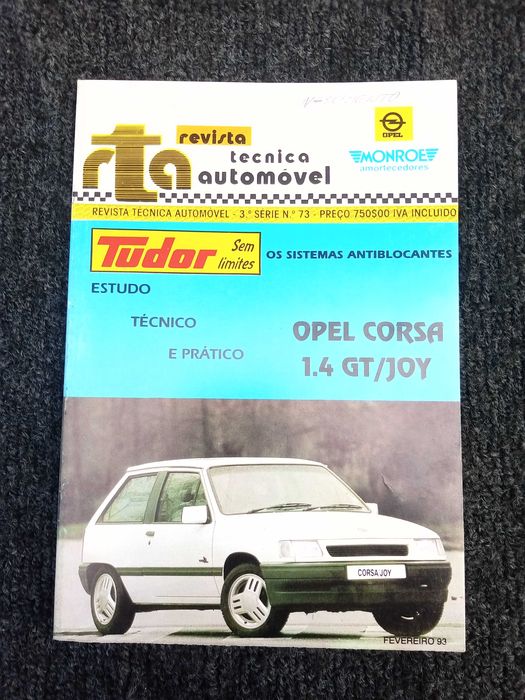 OPEL
rta
revista
tecnica
automóvel
MONROE
amortecedores
REVISTA TÉCNICA AUTOMÓVEL - 3.ª SÉRIE N.º 73 - PREÇO 750$00 IVA INCLUIDO
Tudor Sem limites
OS SISTEMAS ANTIBLOCANTES
ESTUDO
TÉCNICO
E PRÁTICO
OPEL CORSA
1.4 GT/JOY
CORSA JOY
FEVEREIRO 93